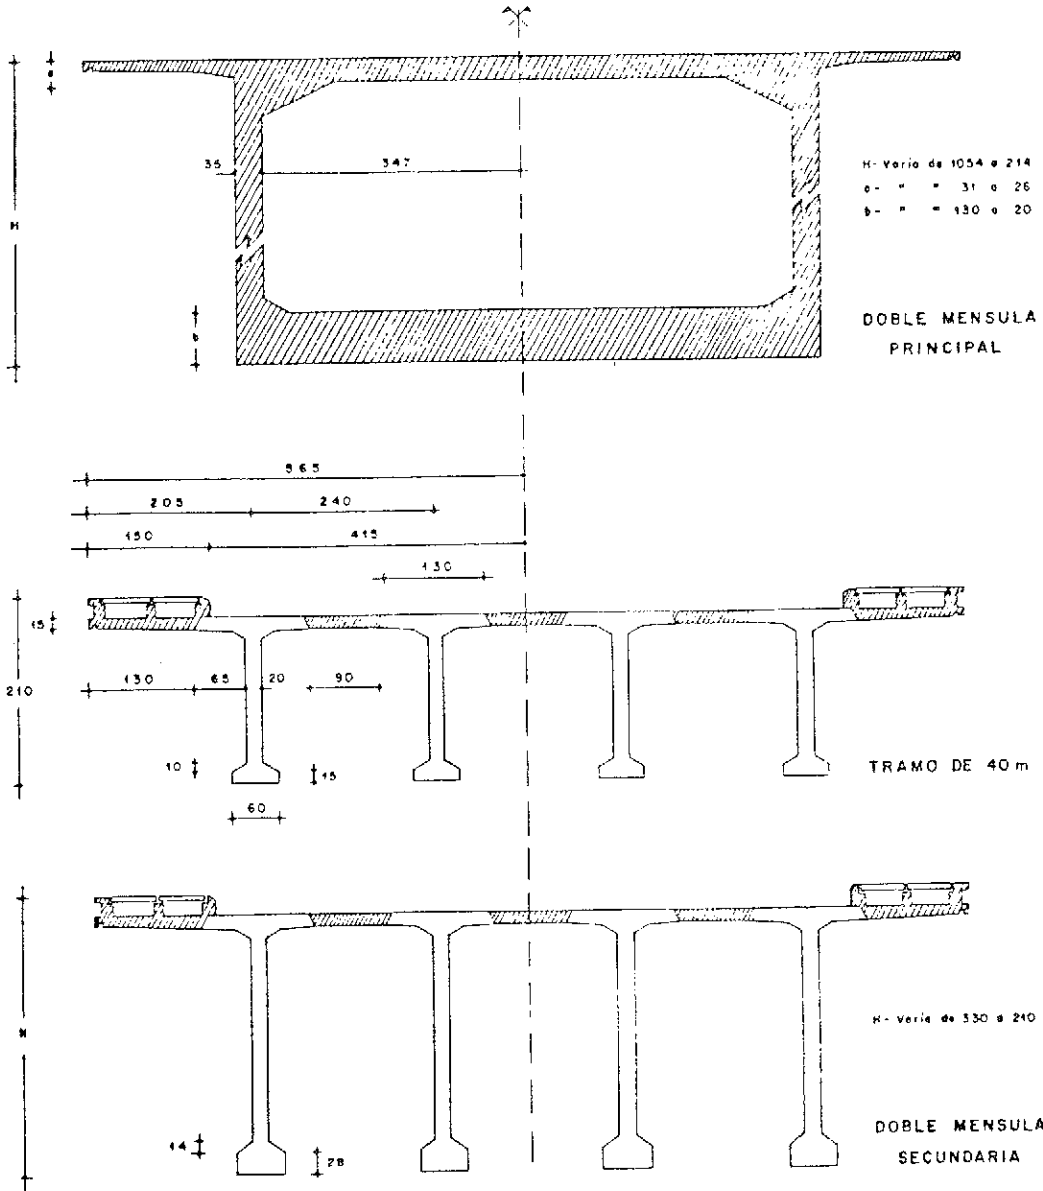 H
a
35
347
H- Varia de 1054 a 214
a- " " 31 a 26
b- " " 130 a 20
b
DOBLE MENSULA
PRINCIPAL
565
205
240
150
415
130
15
210
130
65
20
90
10
15
60
TRAMO DE 40 m
H
H- Varia de 330 a 210
14
28
DOBLE MENSULA
SECUNDARIA